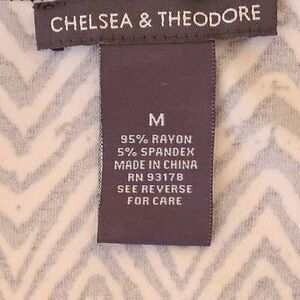 CHELSEA & THEODORE
M
95% RAYON
5% SPANDEX
MADE IN CHINA
RN 93178
SEE REVERSE
FOR CARE